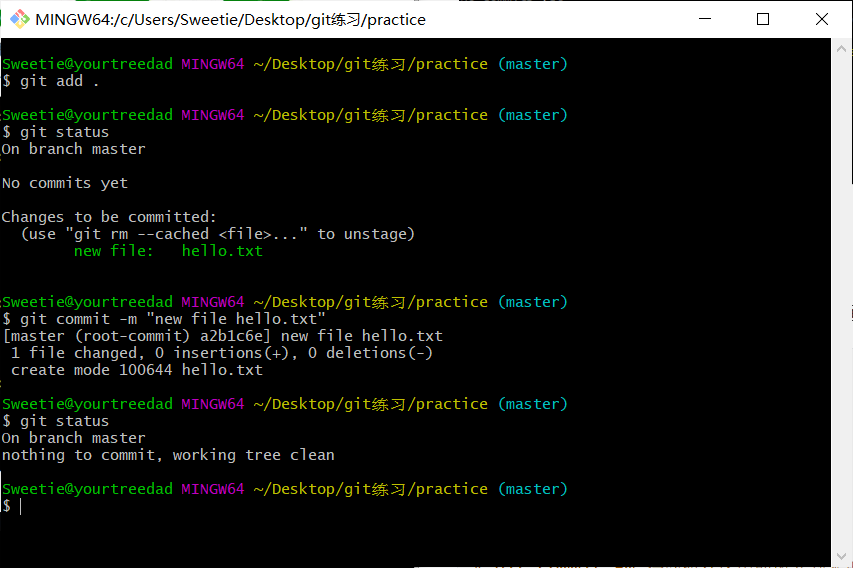 MINGW64:/c/Users/Sweetie/Desktop/git练习/practice
Sweetie@yourtreedad MINGW64 ~/Desktop/git练习/practice (master)
$ git add .
Sweetie@yourtreedad MINGW64 ~/Desktop/git练习/practice (master)
$ git status
On branch master
No commits yet
Changes to be committed:
  (use "git rm --cached <file>..." to unstage)
        new file:   hello.txt
Sweetie@yourtreedad MINGW64 ~/Desktop/git练习/practice (master)
$ git commit -m "new file hello.txt"
[master (root-commit) a2b1c6e] new file hello.txt
 1 file changed, 0 insertions(+), 0 deletions(-)
 create mode 100644 hello.txt
Sweetie@yourtreedad MINGW64 ~/Desktop/git练习/practice (master)
$ git status
On branch master
nothing to commit, working tree clean
Sweetie@yourtreedad MINGW64 ~/Desktop/git练习/practice (master)
$